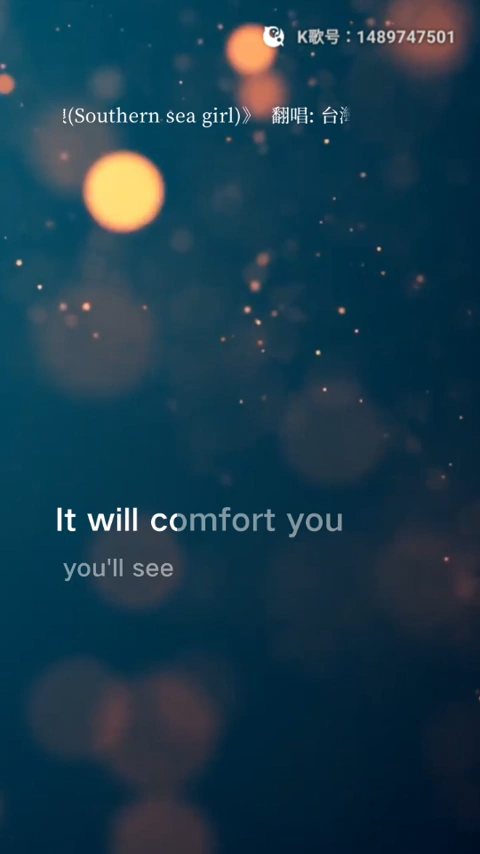 K歌号：1489747501
(Southern sea girl)》 翻唱: 台
It will comfort you
you'll see